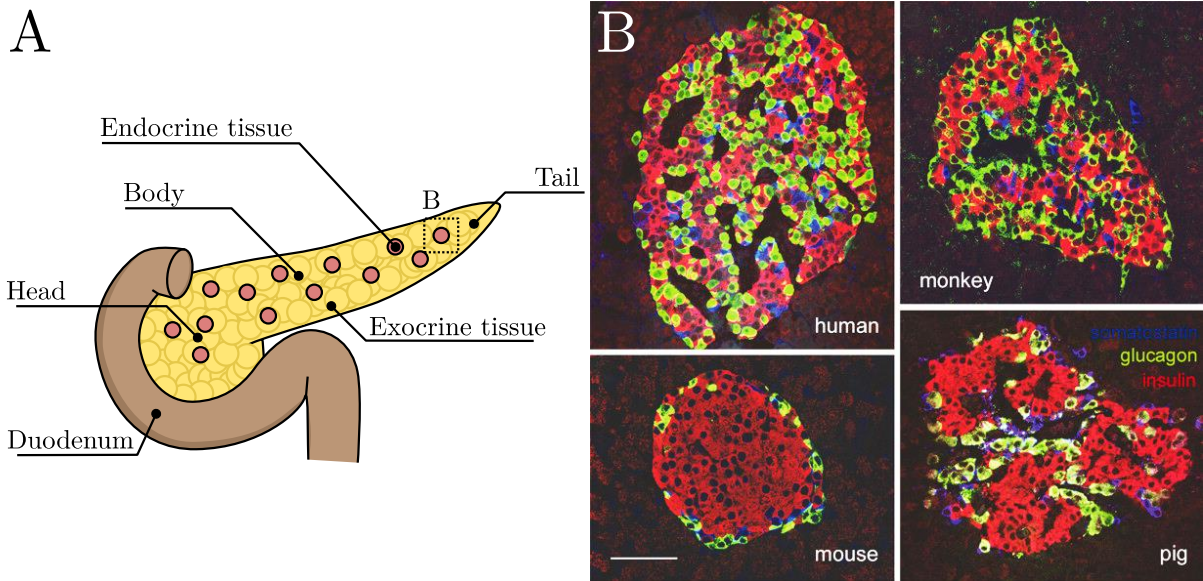 A
Endocrine tissue
Body
B
Tail
Head
Exocrine tissue
Duodenum
B
human
monkey
mouse
somatostatin
glucagon
insulin
pig